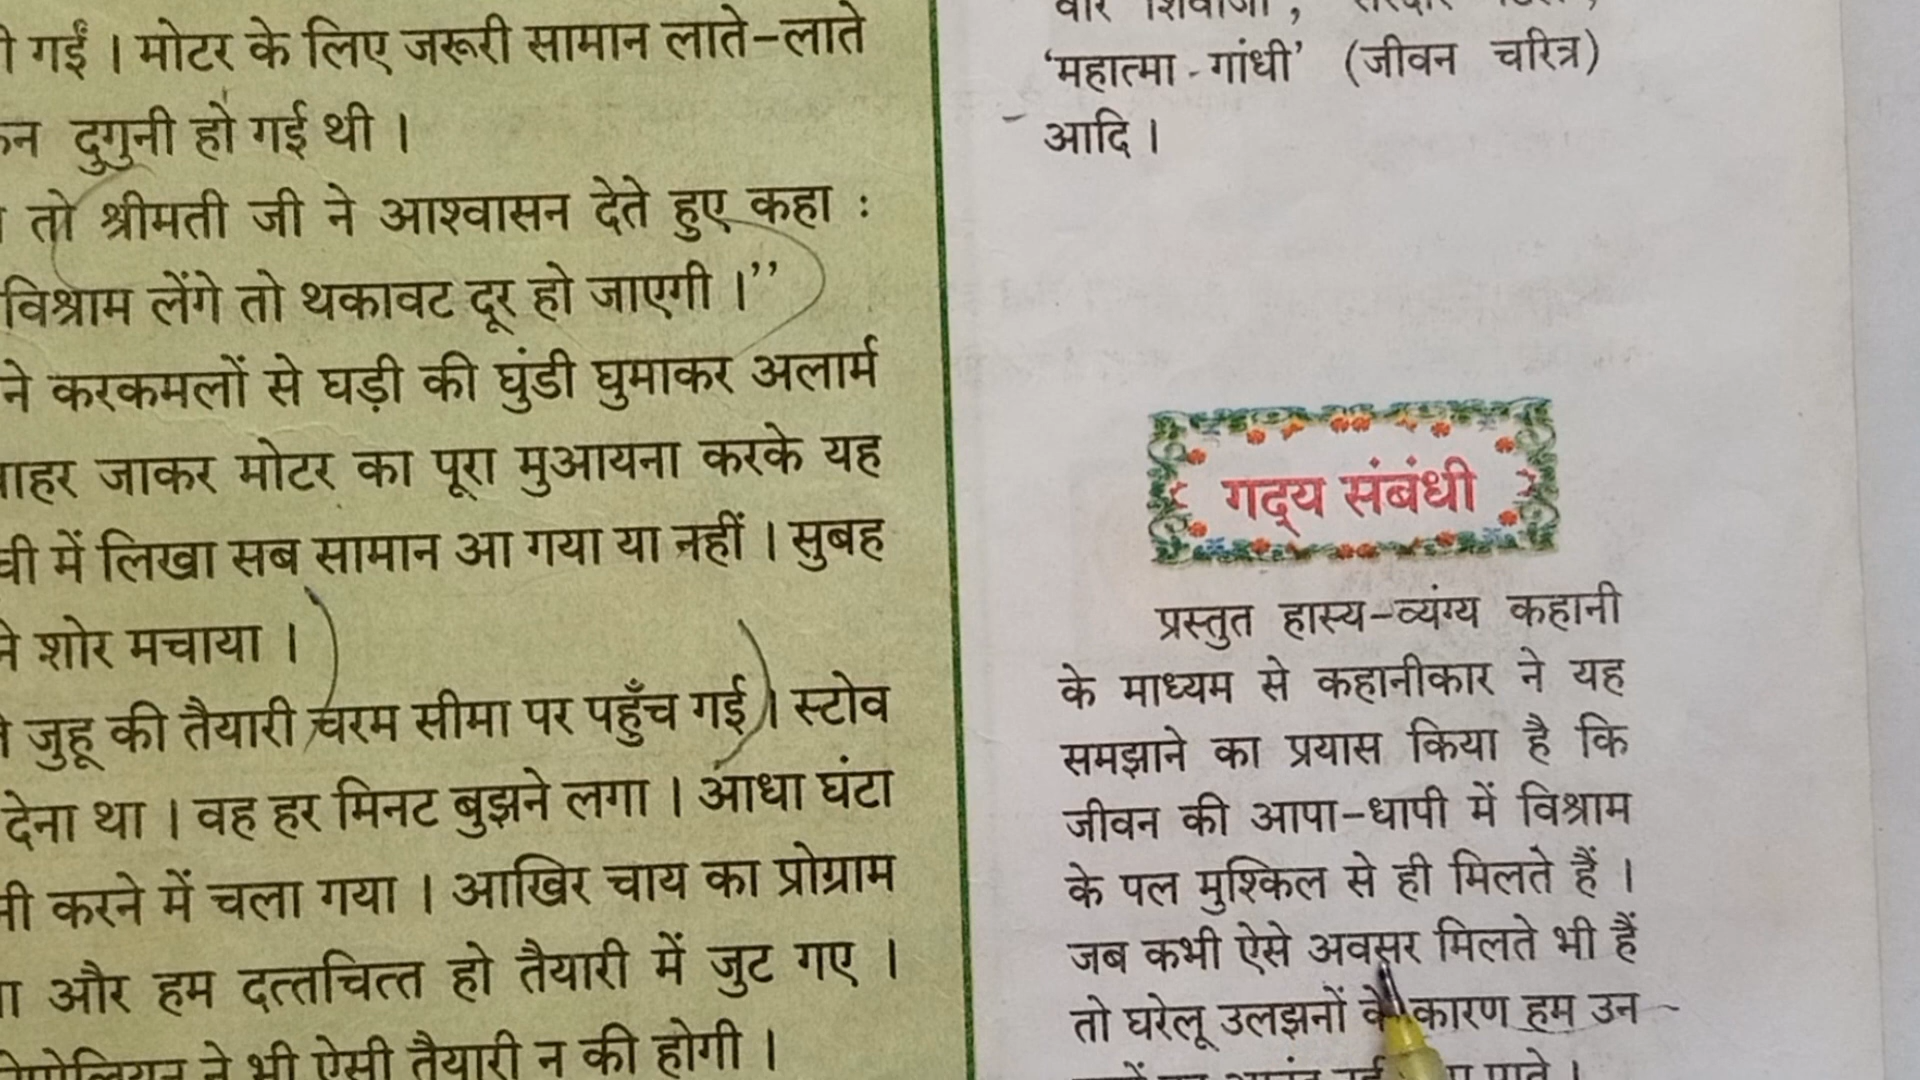 गईं । मोटर के लिए जरूरी सामान लाते-लाते
दुगुनी हो गई थी ।
तो श्रीमती जी ने आश्वासन देते हुए कहा :
विश्राम लेंगे तो थकावट दूर हो जाएगी ।’’
ने करकमलों से घड़ी की घुंडी घुमाकर अलार्म
जाकर मोटर का पूरा मुआयना करके यह
में लिखा सब सामान आ गया या नहीं । सुबह
शोर मचाया ।
जुहू की तैयारी चरम सीमा पर पहुँच गई । स्टोव
देना था । वह हर मिनट बुझने लगा । आधा घंटा
करने में चला गया । आखिर चाय का प्रोग्राम
और हम दत्तचित्त हो तैयारी में जुट गए ।
ने भी ऐसी तैयारी न की होगी ।
‘महात्मा गांधी’ (जीवन चरित्र)
आदि ।
गद्य संबंधी
प्रस्तुत हास्य-व्यंग्य कहानी
के माध्यम से कहानीकार ने यह
समझाने का प्रयास किया है कि
जीवन की आपा-धापी में विश्राम
के पल मुश्किल से ही मिलते हैं ।
जब कभी ऐसे अवसर मिलते भी हैं
तो घरेलू उलझनों के कारण हम उन